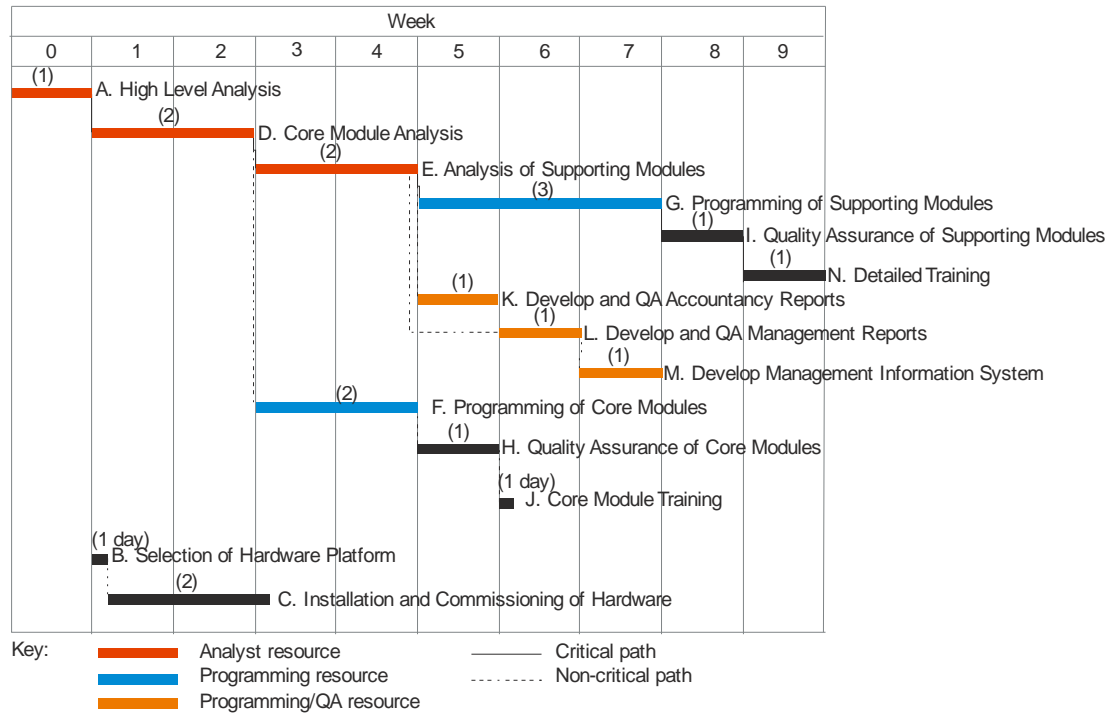 Week
0 1 2 3 4 5 6 7 8 9
(1)
A. High Level Analysis
(2)
D. Core Module Analysis
(2)
E. Analysis of Supporting Modules
(3)
G. Programming of Supporting Modules
(1)
I. Quality Assurance of Supporting Modules
(1)
N. Detailed Training
(1)
K. Develop and QA Accountancy Reports
(1)
L. Develop and QA Management Reports
(1)
M. Develop Management Information System
(2)
F. Programming of Core Modules
(1)
H. Quality Assurance of Core Modules
(1 day)
J. Core Module Training
(1 day)
B. Selection of Hardware Platform
(2)
C. Installation and Commissioning of Hardware
Key:
Analyst resource
Critical path
Programming resource
Non-critical path
Programming/QA resource